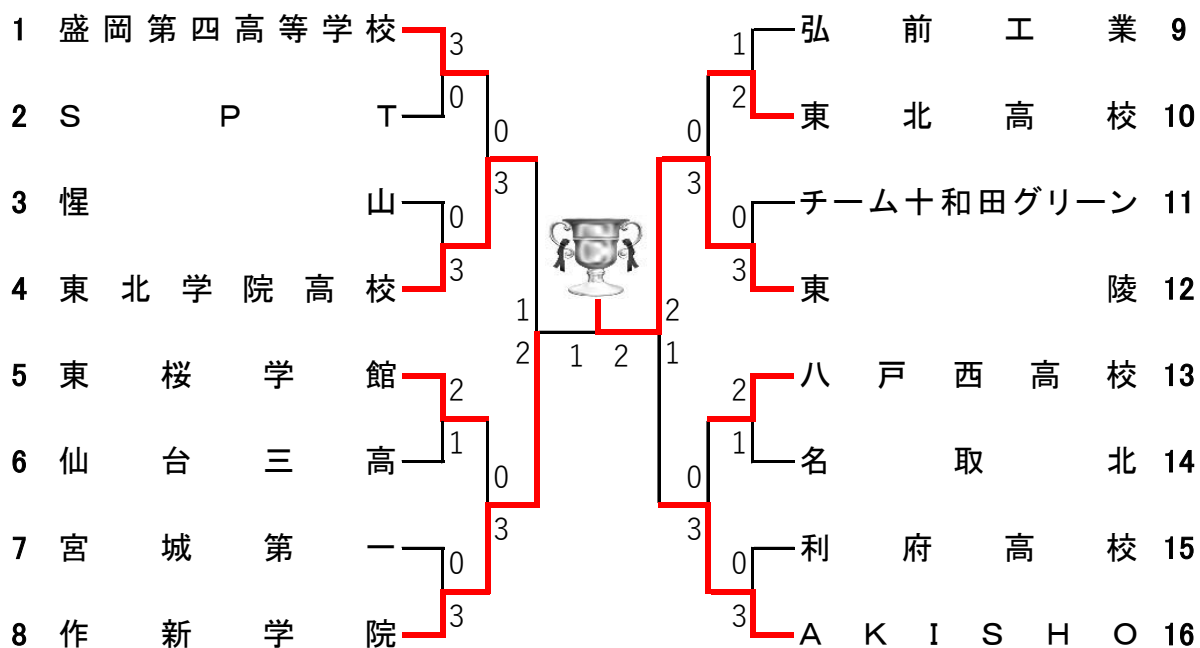 1 盛岡第四高等学校
3
0
2 SPT
0
3
3 惺山
0
3
4 東北学院高校
1
2
5 東桜学館
2
1
6 仙台三高
0
3
7 宮城第一
0
3
8 作新学院
1 2
弘前工業 9
1
2
東北高校 10
0
3
チーム十和田グリーン 11
0
3
東陵 12
2
1
八戸西高校 13
2
1
名取北 14
0
3
利府高校 15
0
3
AKISHO 16